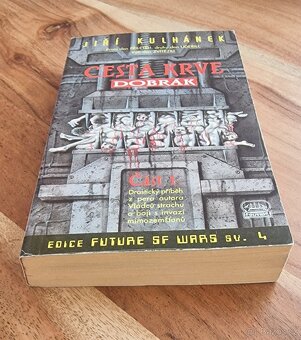 JIŘÍ KULHÁNEK
CESTA KRVE
DOBRÁK
Část 1.
Drastický příběh
z pera autora
Vládců strachu
o boji s invazí
mimozemšťanů
EDICE FUTURE SF WARS sv. 4